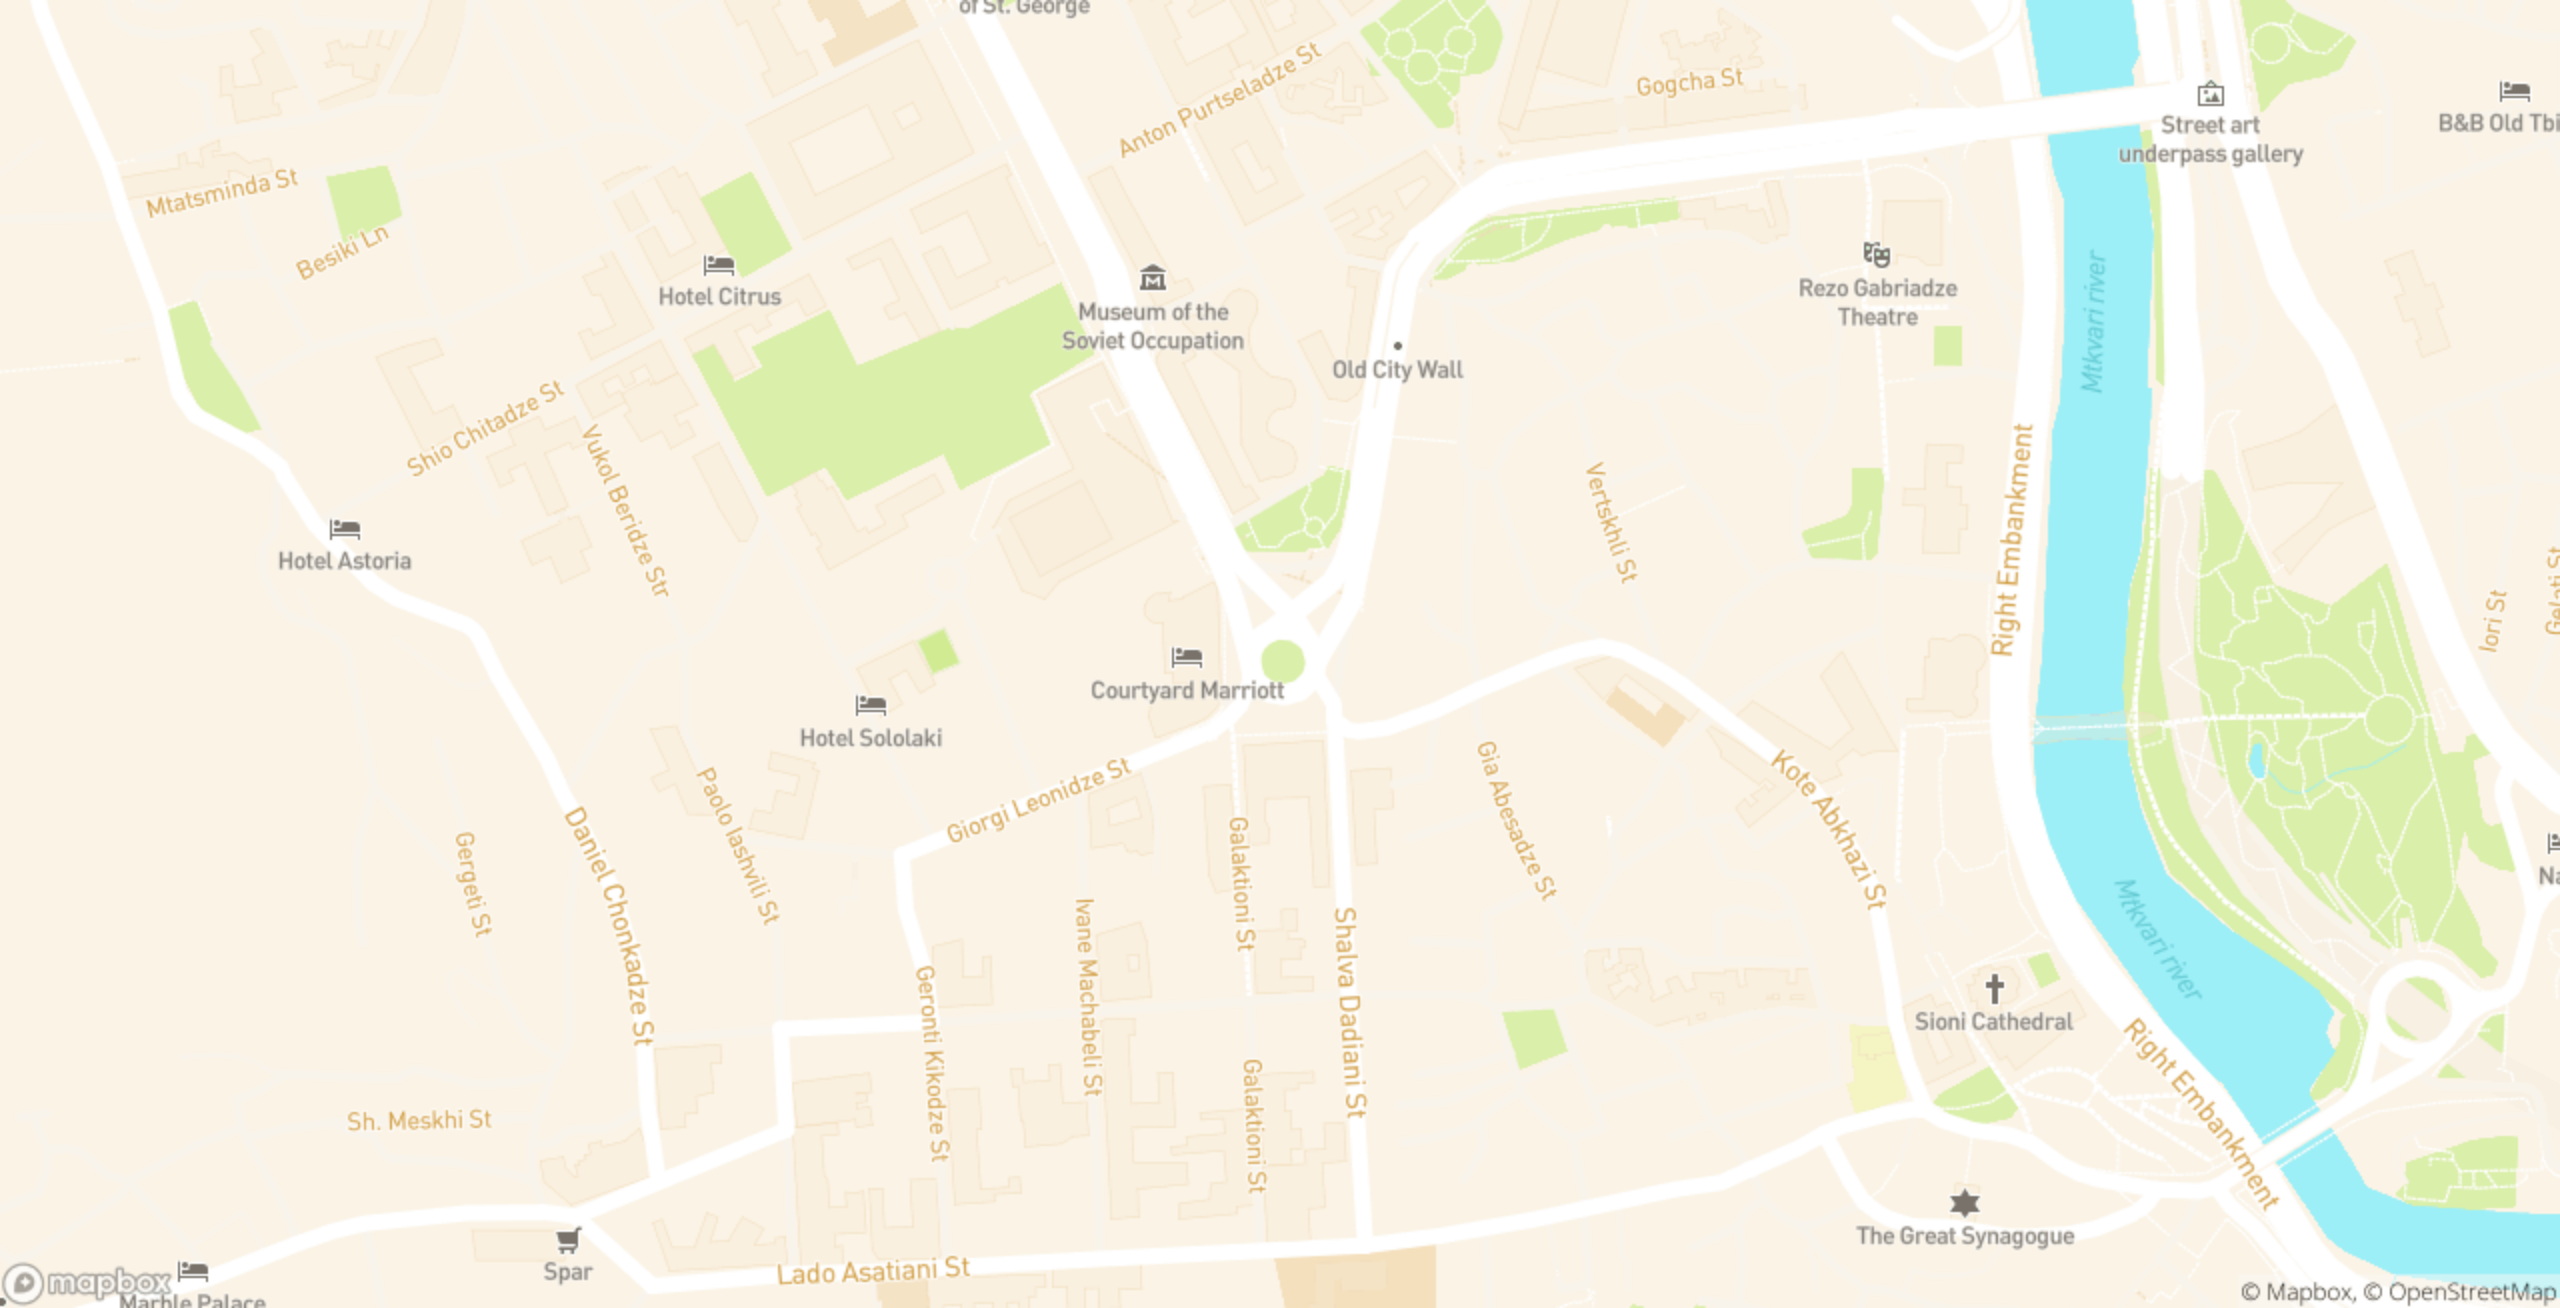 of St. George
Anton Purtseladze St
Gogcha St
Street art
underpass gallery
B&B Old Tbi
Mtatsminda St
Besiki Ln
Hotel Citrus
Museum of the
Soviet Occupation
Old City Wall
Rezo Gabriadze
Theatre
Mtkvari river
Shio Chitadze St
Vukol Beridze Str
Hotel Astoria
Vertskhli St
Right Embankment
Iori St
Gelati St
Courtyard Marriott
Hotel Sololaki
Giorgi Leonidze St
Paolo Iashvili St
Daniel Chonkadze St
Gergeti St
Galaktioni St
Gia Abesadze St
Kote Abkhazi St
Na
Ivane Machabeli St
Shalva Dadiani St
Geronti Kikodze St
Mtkvari river
Sioni Cathedral
Right Embankment
Sh. Meskhi St
Galaktioni St
The Great Synagogue
Spar
Lado Asatiani St
mapbox
Marble Palace
© Mapbox, © OpenStreetMap